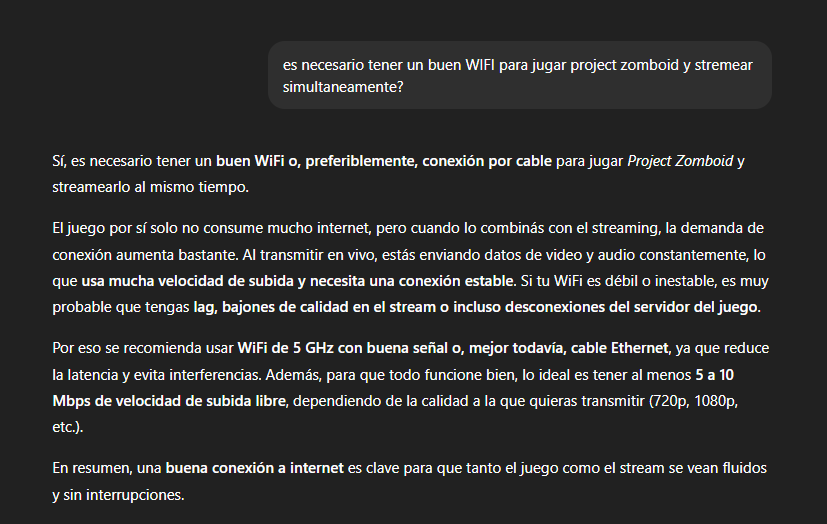 es necesario tener un buen WIFI para jugar project zomboid y stremear
simultaneamente?
Sí, es necesario tener un buen WiFi o, preferiblemente, conexión por cable para jugar Project Zomboid y
streamearlo al mismo tiempo.
El juego por sí solo no consume mucho internet, pero cuando lo combinás con el streaming, la demanda de
conexión aumenta bastante. Al transmitir en vivo, estás enviando datos de video y audio constantemente, lo
que usa mucha velocidad de subida y necesita una conexión estable. Si tu WiFi es débil o inestable, es muy
probable que tengas lag, bajones de calidad en el stream o incluso desconexiones del servidor del juego.
Por eso se recomienda usar WiFi de 5 GHz con buena señal o, mejor todavía, cable Ethernet, ya que reduce
la latencia y evita interferencias. Además, para que todo funcione bien, lo ideal es tener al menos 5 a 10
Mbps de velocidad de subida libre, dependiendo de la calidad a la que quieras transmitir (720p, 1080p,
etc.).
En resumen, una buena conexión a internet es clave para que tanto el juego como el stream se vean fluidos
y sin interrupciones.